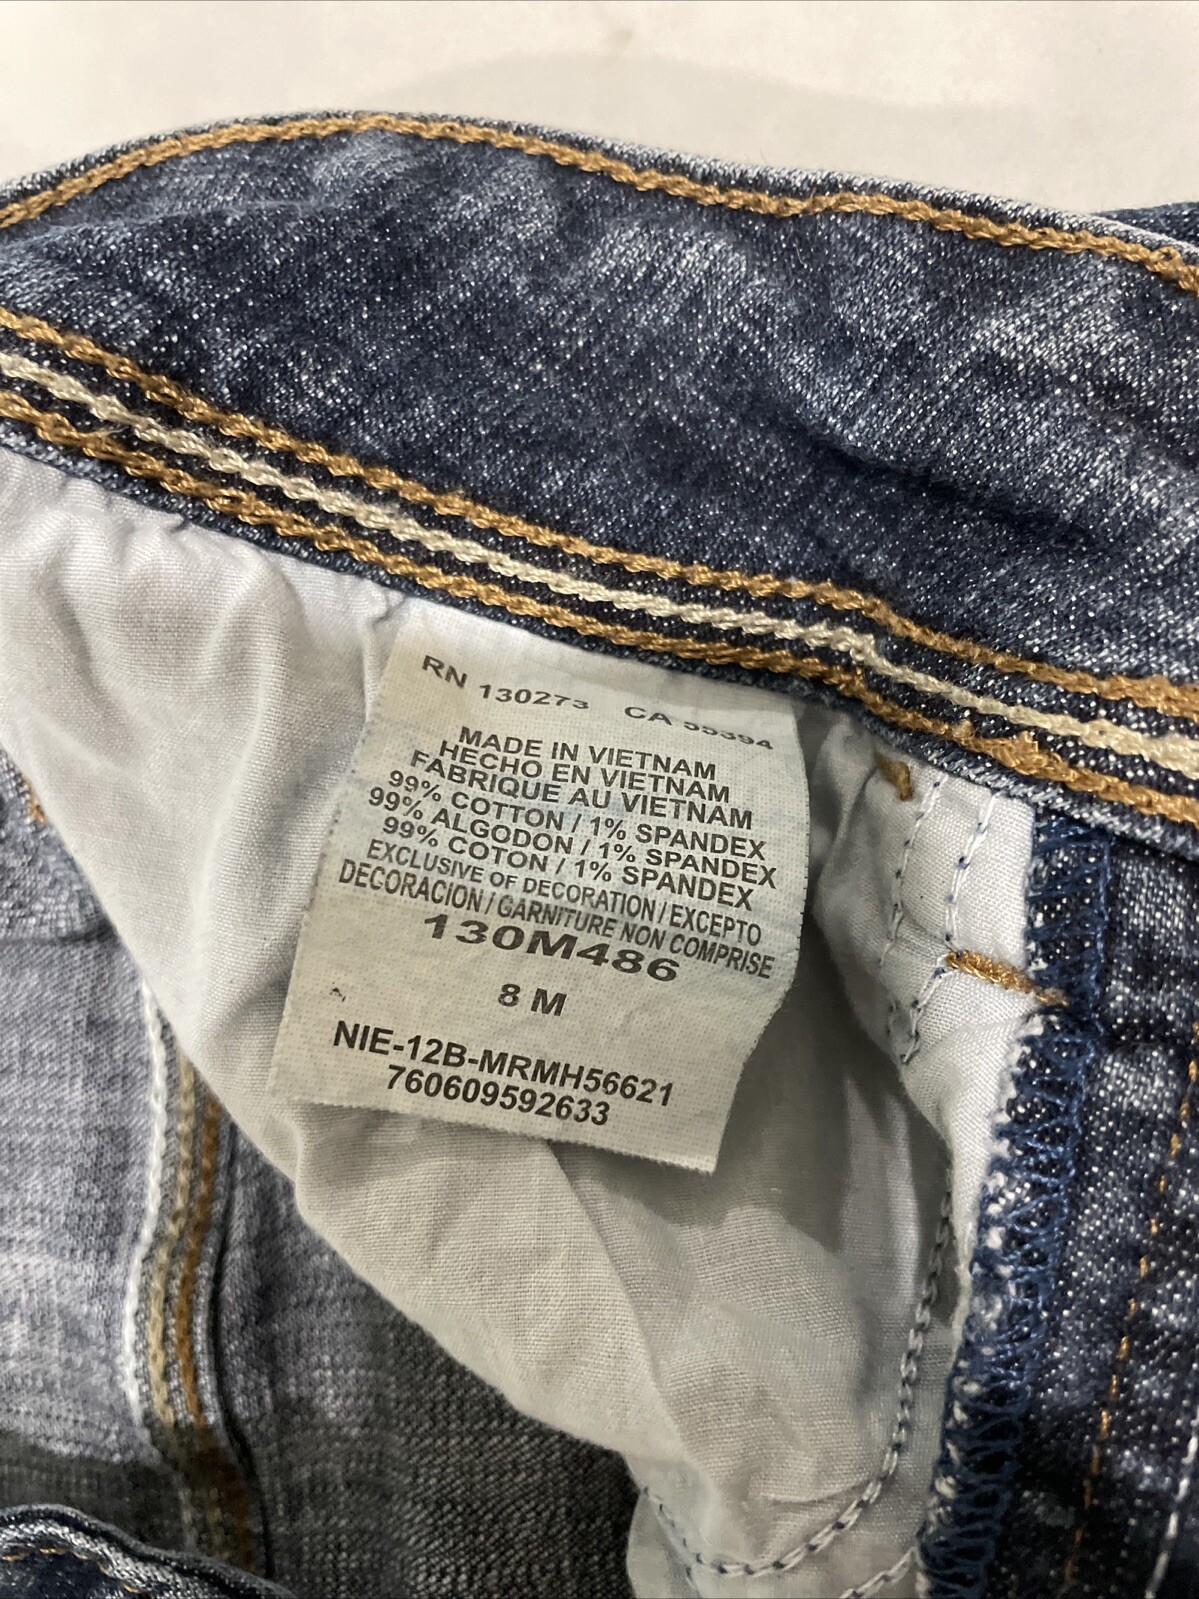 RN 130273 CA 55394
MADE IN VIETNAM
HECHO EN VIETNAM
FABRIQUE AU VIETNAM
99% COTTON / 1% SPANDEX
99% ALGODON / 1% SPANDEX
99% COTON / 1% SPANDEX
EXCLUSIVE OF DECORATION / EXCEPTO
DECORACION / GARNITURE NON COMPRISE
130M486
8 M
NIE-12B-MRMH56621
760609592633